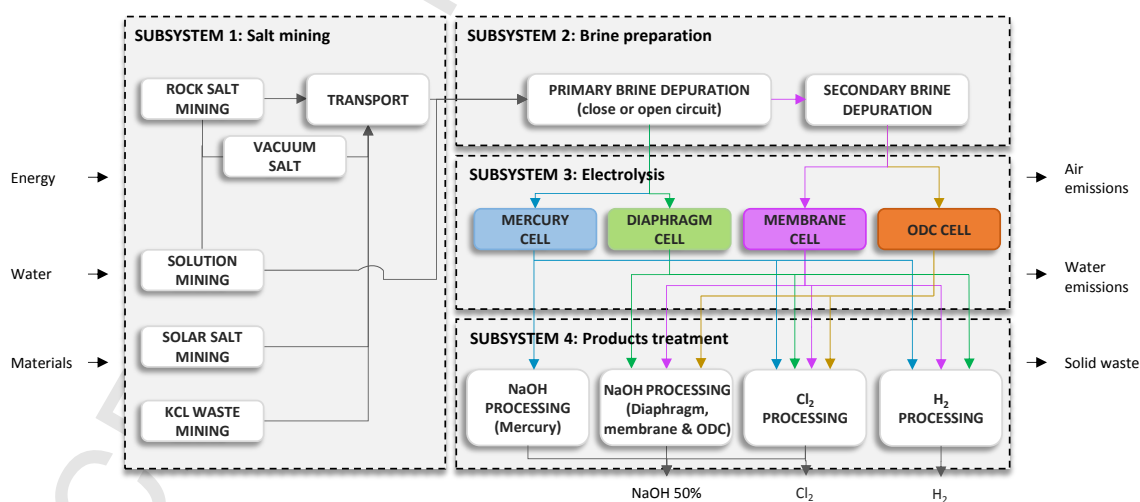 SUBSYSTEM 1: Salt mining
ROCK SALT
MINING
TRANSPORT
VACUUM
SALT
SOLUTION
MINING
SOLAR SALT
MINING
KCL WASTE
MINING
Energy
Water
Materials
SUBSYSTEM 2: Brine preparation
PRIMARY BRINE DEPURATION
(close or open circuit)
SECONDARY BRINE
DEPURATION
SUBSYSTEM 3: Electrolysis
MERCURY
CELL
DIAPHRAGM
CELL
MEMBRANE
CELL
ODC CELL
SUBSYSTEM 4: Products treatment
NaOH
PROCESSING
(Mercury)
NaOH PROCESSING
(Diaphragm,
membrane & ODC)
Cl₂
PROCESSING
H₂
PROCESSING
NaOH 50%
Cl₂
H₂
Air
emissions
Water
emissions
Solid waste